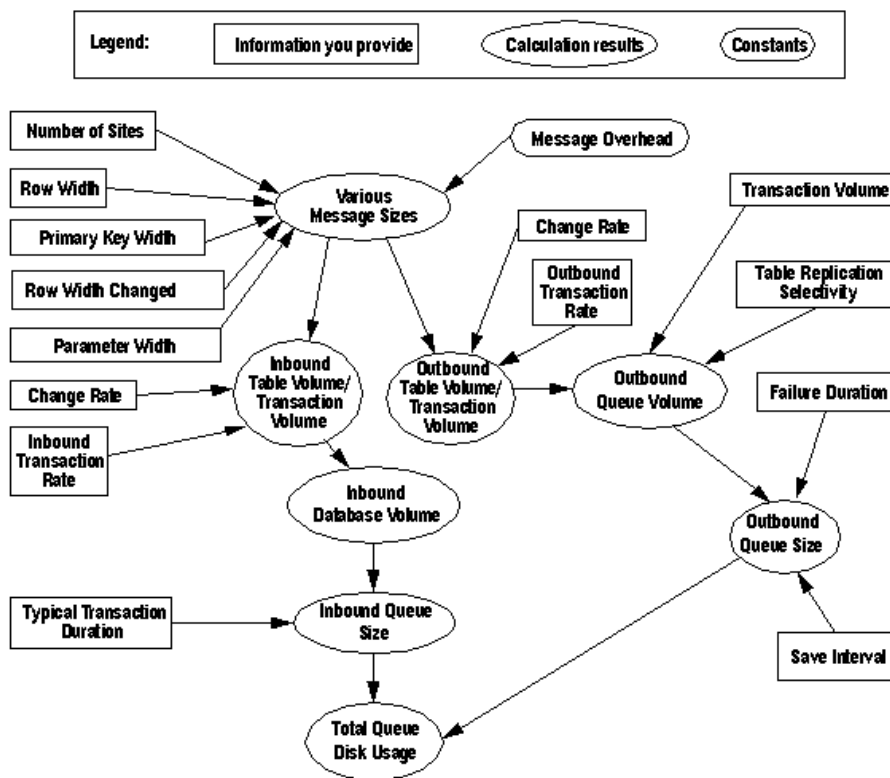 Legend:
Information you provide
Calculation results
Constants
Number of Sites
Message Overhead
Row Width
Various
Message Sizes
Transaction Volume
Primary Key Width
Change Rate
Row Width Changed
Outbound
Transaction
Rate
Table Replication
Selectivity
Parameter Width
Inbound
Table Volume/
Transaction
Volume
Outbound
Table Volume/
Transaction
Volume
Outbound
Queue Volume
Change Rate
Failure Duration
Inbound
Transaction
Rate
Inbound
Database Volume
Outbound
Queue Size
Typical Transaction
Duration
Inbound Queue
Size
Save Interval
Total Queue
Disk Usage